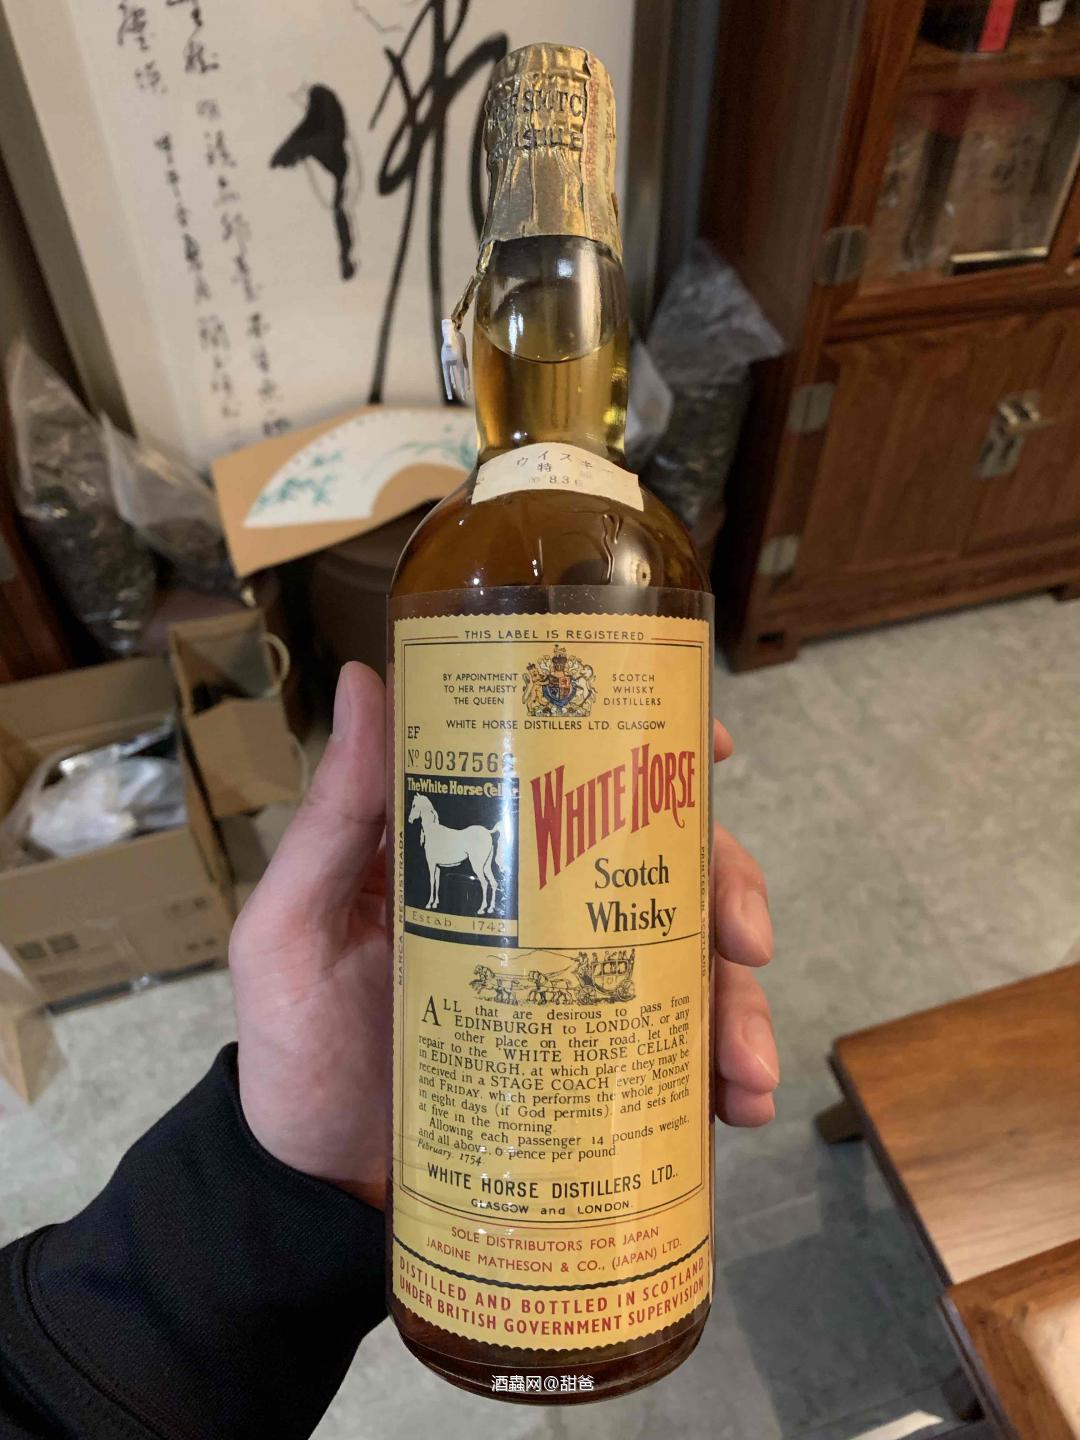 SCOTC
ウイスキー
特
836
THIS LABEL IS REGISTERED
BY APPOINTMENT
TO HER MAJESTY
THE QUEEN
SCOTCH
WHISKY
DISTILLERS
WHITE HORSE DISTILLERS LTD. GLASGOW
EF
Nº 903756
The White Horse Cellar
Estab. 1742
WHITE HORSE
Scotch
Whisky
MARCA REGISTRADA
PRINTED IN SCOTLAND
ALL that are desirous to pass from
EDINBURGH to LONDON, or any
other place on their road, let them
repair to the WHITE HORSE CELLAR,
in EDINBURGH, at which place they may be
received in a STAGE COACH every MONDAY
and FRIDAY, which performs the whole journey
in eight days (if God permits), and sets forth
at five in the morning.
Allowing each passenger 14 pounds weight,
and all above, 6 pence per pound.
February, 1754.
WHITE HORSE DISTILLERS LTD.,
GLASGOW and LONDON.
SOLE DISTRIBUTORS FOR JAPAN
JARDINE MATHESON & CO., (JAPAN) LTD.
DISTILLED AND BOTTLED IN SCOTLAND
UNDER BRITISH GOVERNMENT SUPERVISION
酒蟲网@甜爸